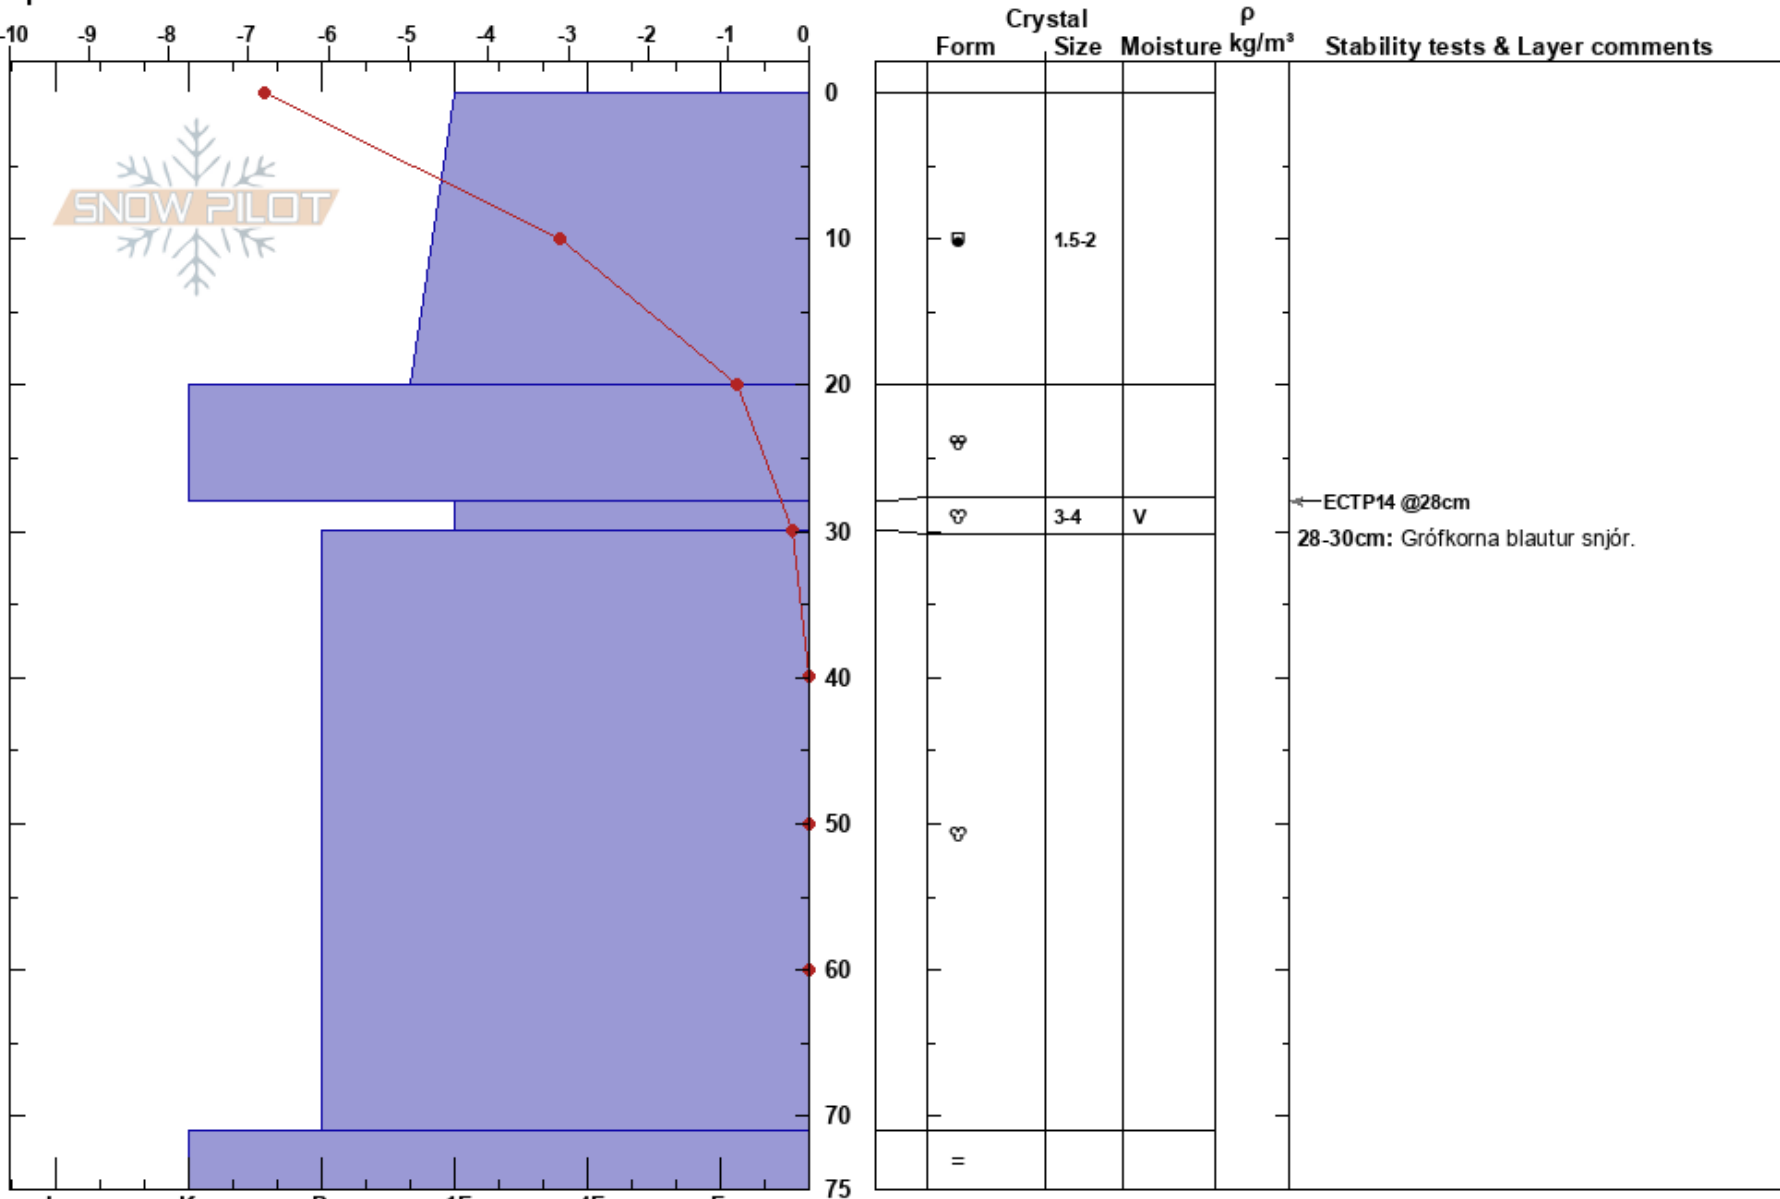 Crystal ρ
-10 -9 -8 -7 -6 -5 -4 -3 -2 -1 0 Form Size Moisture kg/m³ Stability tests & Layer comments
0
SNOW PILOT
10 1.5-2
20
ECTP14 @28cm
3-4 V
30 28-30cm: Grófkorna blautur snjór.
40
50
60
70
=
75